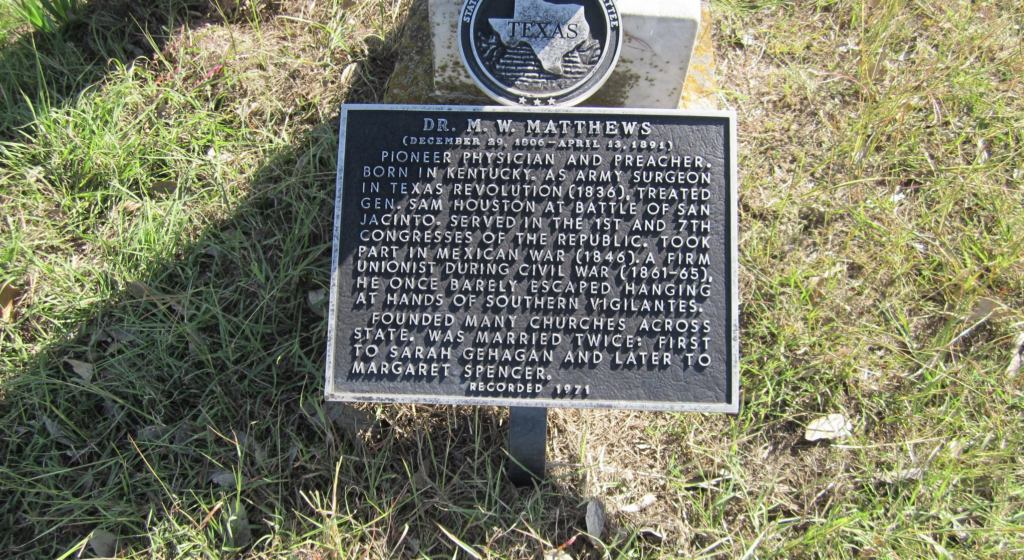 STAT
TTEE
TEXAS
DR. M. W. MATTHEWS
(DECEMBER 29, 1806 – APRIL 13, 1891)
PIONEER PHYSICIAN AND PREACHER.
BORN IN KENTUCKY. AS ARMY SURGEON
IN TEXAS REVOLUTION (1836), TREATED
GEN. SAM HOUSTON AT BATTLE OF SAN
JACINTO. SERVED IN THE 1ST AND 7TH
CONGRESSES OF THE REPUBLIC. TOOK
PART IN MEXICAN WAR (1846). A FIRM
UNIONIST DURING CIVIL WAR (1861-65),
HE ONCE BARELY ESCAPED HANGING
AT HANDS OF SOUTHERN VIGILANTES.
FOUNDED MANY CHURCHES ACROSS
STATE. WAS MARRIED TWICE: FIRST
TO SARAH GEHAGAN AND LATER TO
MARGARET SPENCER.
RECORDED 1971